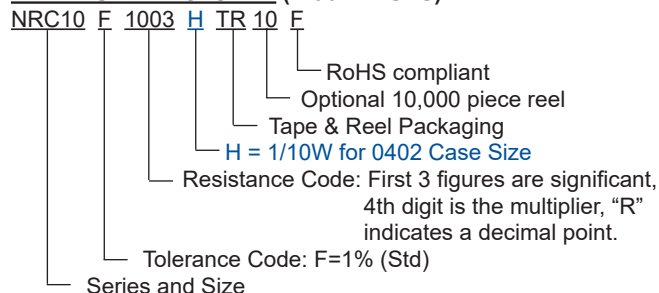 NRC10 F 1003 H TR 10 F
RoHS compliant
Optional 10,000 piece reel
Tape & Reel Packaging
H = 1/10W for 0402 Case Size
Resistance Code: First 3 figures are significant,
4th digit is the multiplier, “R”
indicates a decimal point.
Tolerance Code: F=1% (Std)
Series and Size